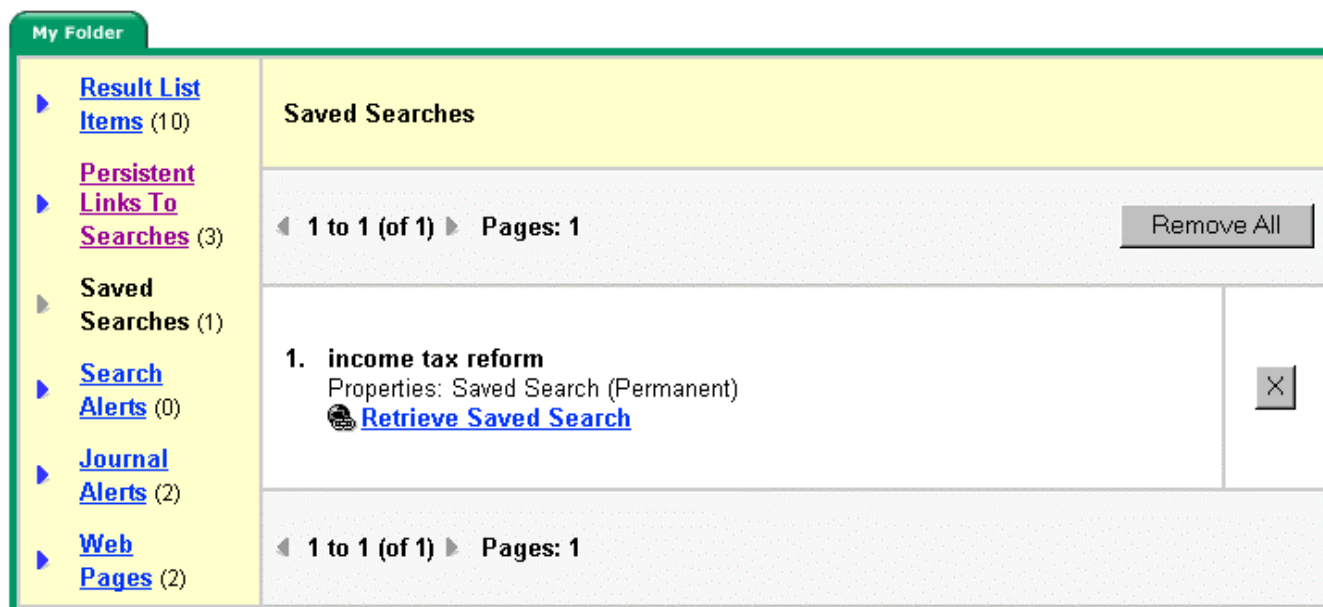 My Folder
Result List
Items (10)
Persistent
Links To
Searches (3)
Saved
Searches (1)
Search
Alerts (0)
Journal
Alerts (2)
Web
Pages (2)
Saved Searches
1 to 1 (of 1) Pages: 1
Remove All
1. income tax reform
Properties: Saved Search (Permanent)
Retrieve Saved Search
X
1 to 1 (of 1) Pages: 1